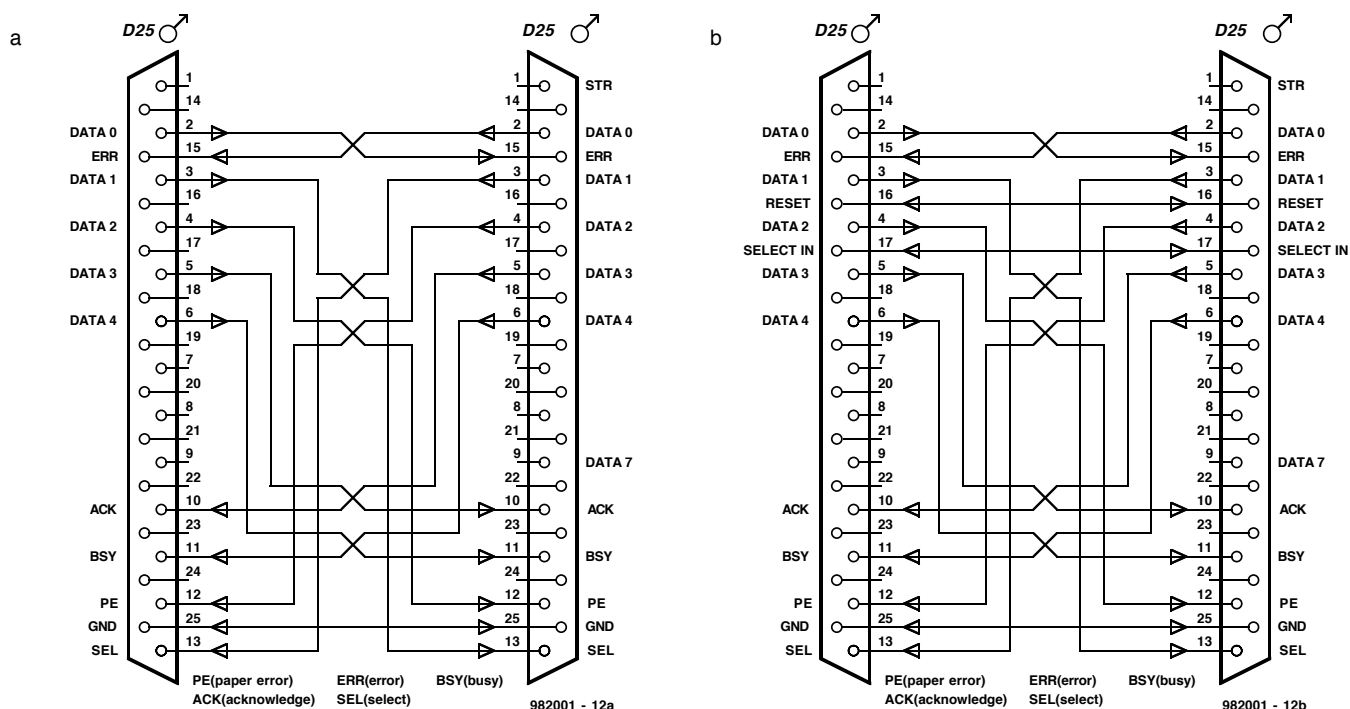 a
D25 D25
1 1 STR
14 14
DATA 0 2 2 DATA 0
ERR 15 15 ERR
DATA 1 3 3 DATA 1
16 16
DATA 2 4 4 DATA 2
17 17
DATA 3 5 5 DATA 3
18 18
DATA 4 6 6 DATA 4
19 19
7 7
20 20
8 8
21 21
9 9 DATA 7
22 22
ACK 10 10 ACK
23 23
BSY 11 11 BSY
24 24
PE 12 12 PE
GND 25 25 GND
SEL 13 13 SEL
PE(paper error) ERR(error) BSY(busy)
ACK(acknowledge) SEL(select)
982001 - 12a
b
D25 D25
1 1 STR
14 14
DATA 0 2 2 DATA 0
ERR 15 15 ERR
DATA 1 3 3 DATA 1
RESET 16 16 RESET
DATA 2 4 4 DATA 2
SELECT IN 17 17 SELECT IN
DATA 3 5 5 DATA 3
18 18
DATA 4 6 6 DATA 4
19 19
7 7
20 20
8 8
21 21
9 9 DATA 7
22 22
ACK 10 10 ACK
23 23
BSY 11 11 BSY
24 24
PE 12 12 PE
GND 25 25 GND
SEL 13 13 SEL
PE(paper error) ERR(error) BSY(busy)
ACK(acknowledge) SEL(select)
982001 - 12b